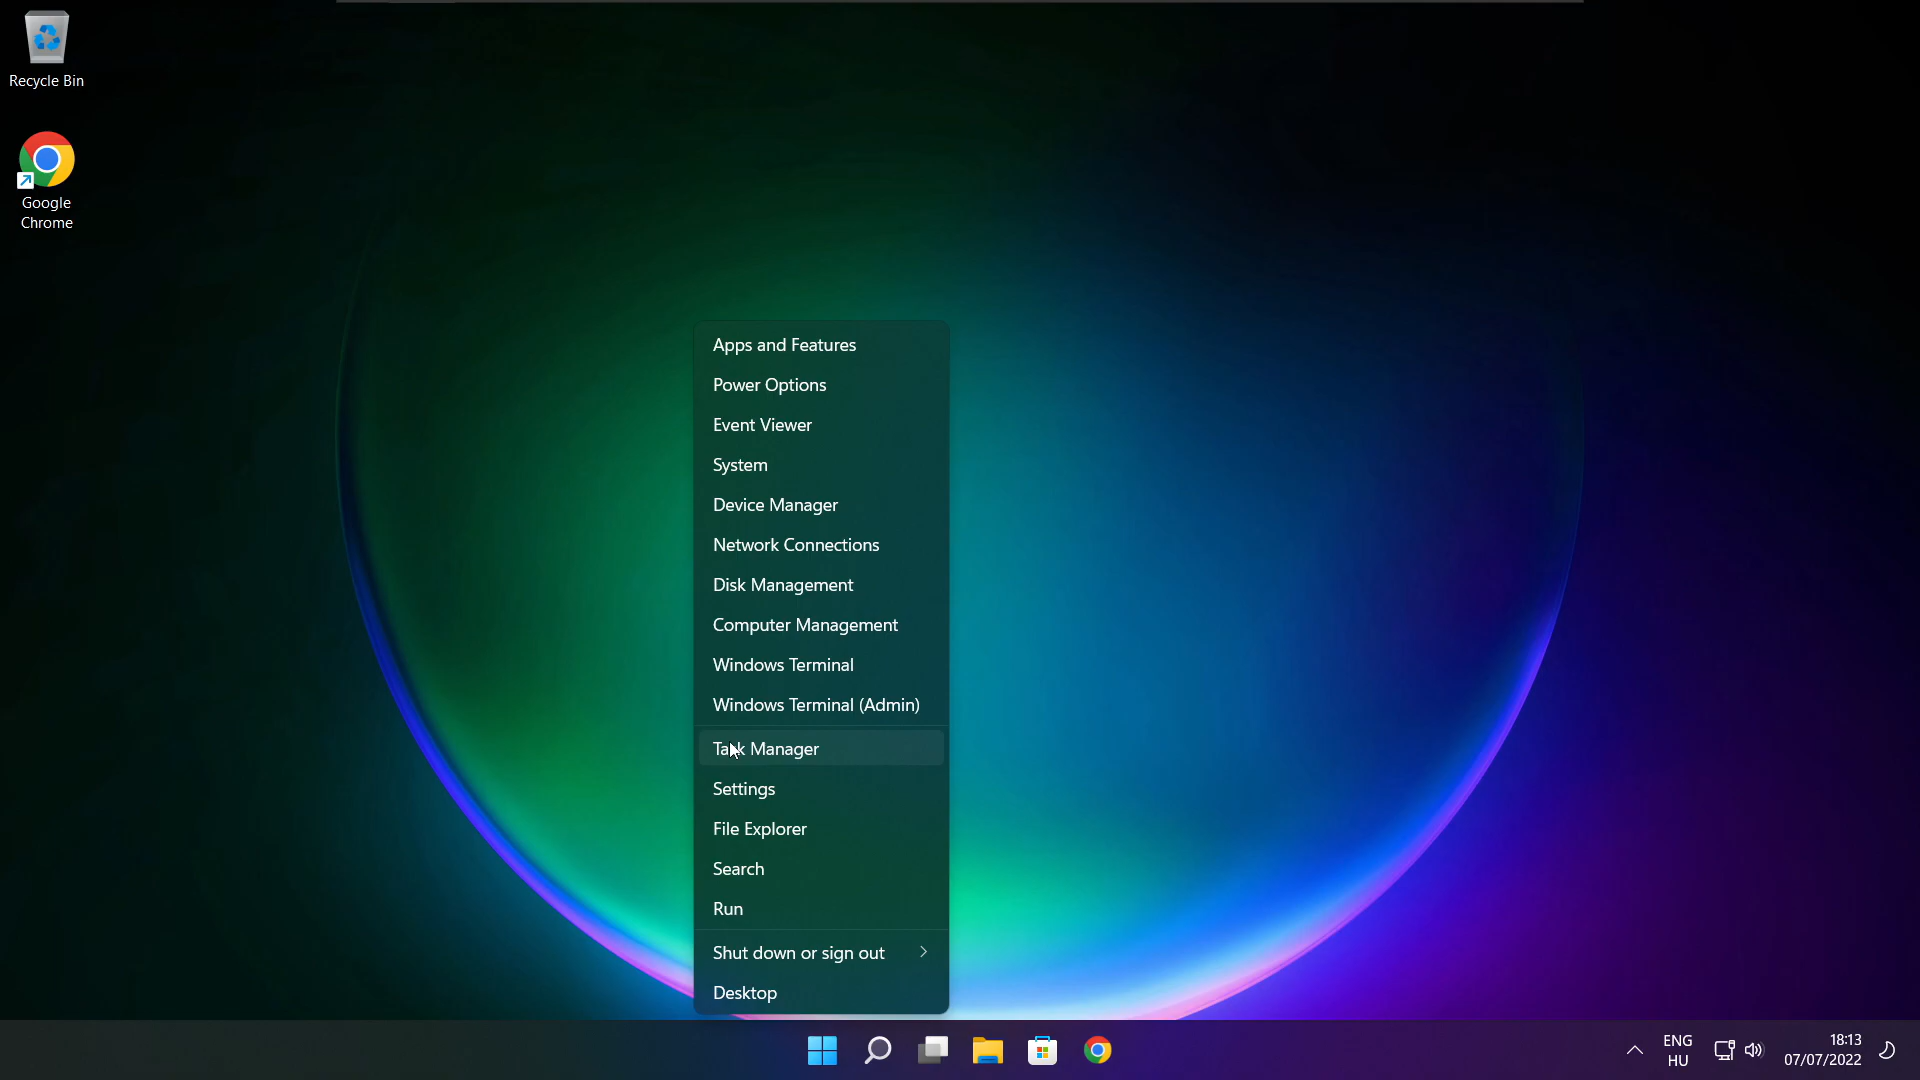 Recycle Bin
Google
Chrome
Apps and Features
Power Options
Event Viewer
System
Device Manager
Network Connections
Disk Management
Computer Management
Windows Terminal
Windows Terminal (Admin)
Task Manager
Settings
File Explorer
Search
Run
Shut down or sign out
Desktop
ENG
HU
18:13
07/07/2022